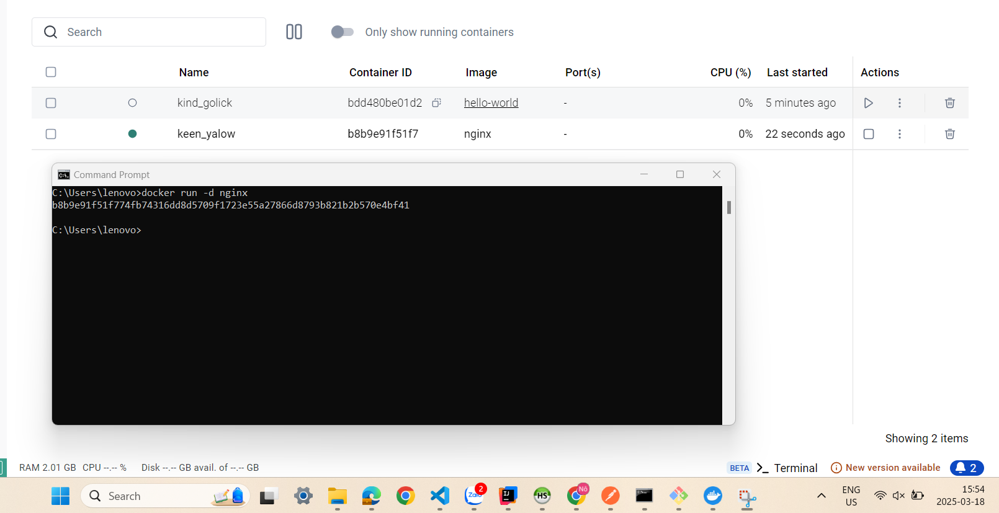 Search
Only show running containers
Name Container ID Image Port(s) CPU (%) Last started Actions
kind_golick bdd480be01d2 hello-world - 0% 5 minutes ago
keen_yalow b8b9e91f51f7 nginx - 0% 22 seconds ago
Command Prompt
C:\Users\lenovo>docker run -d nginx
b8b9e91f51f774fb74316dd8d5709f1723e55a27866d8793b821b2b570e4bf41
C:\Users\lenovo>
Showing 2 items
RAM 2.01 GB CPU --.-- % Disk --.-- GB avail. of --.-- GB
BETA Terminal New version available 2
Search
Zalo 2
IJ
HS
Nô
ENG
US
15:54
2025-03-18